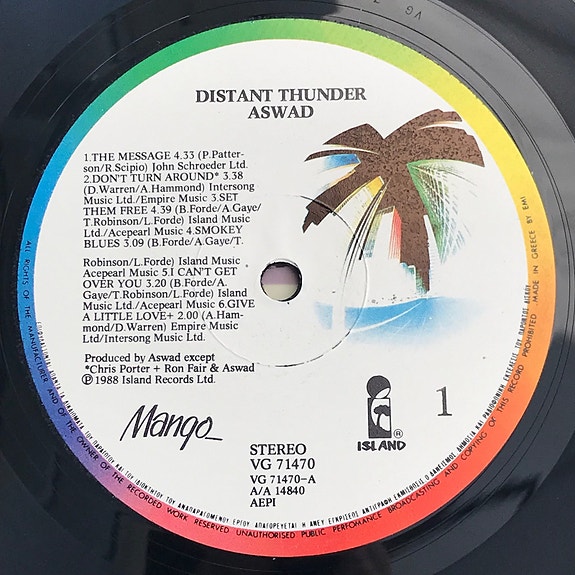 DISTANT THUNDER
ASWAD
1.THE MESSAGE 4.33 (P.Patter-
son/R.Scipio) John Schroeder Ltd.
2.DON'T TURN AROUND* 3.38
(D.Warren/A.Hammond) Intersong
Music Ltd./Empire Music 3.SET
THEM FREE 4.39 (B.Forde/A.Gaye/
T.Robinson/L.Forde) Island Music
Ltd./Acepearl Music 4.SMOKEY
BLUES 3.09 (B.Forde/A.Gaye/T.
Robinson/L.Forde) Island Music
Acepearl Music 5.I CAN'T GET
OVER YOU 3.20 (B.Forde/A.
Gaye/T.Robinson/L.Forde) Island
Music Ltd./Acepearl Music 6.GIVE
A LITTLE LOVE+ 2.00 (A.Ham-
mond/D.Warren) Empire Music
Ltd/Intersong Music Ltd.
Produced by Aswad except
*Chris Porter + Ron Fair & Aswad
Ⓟ 1988 Island Records Ltd.
Mango
STEREO
VG 71470
VG 71470-A
A/A 14840
AEPI
ISLAND ®
1
ALL RIGHTS OF THE MANUFACTURER AND OF THE OWNER OF THE RECORDED WORK RESERVED UNAUTHORISED PUBLIC PERFOMANCE BROADCASTING AND COPYING OF THIS RECORD PROHIBITED . MADE IN GREECE BY EMI